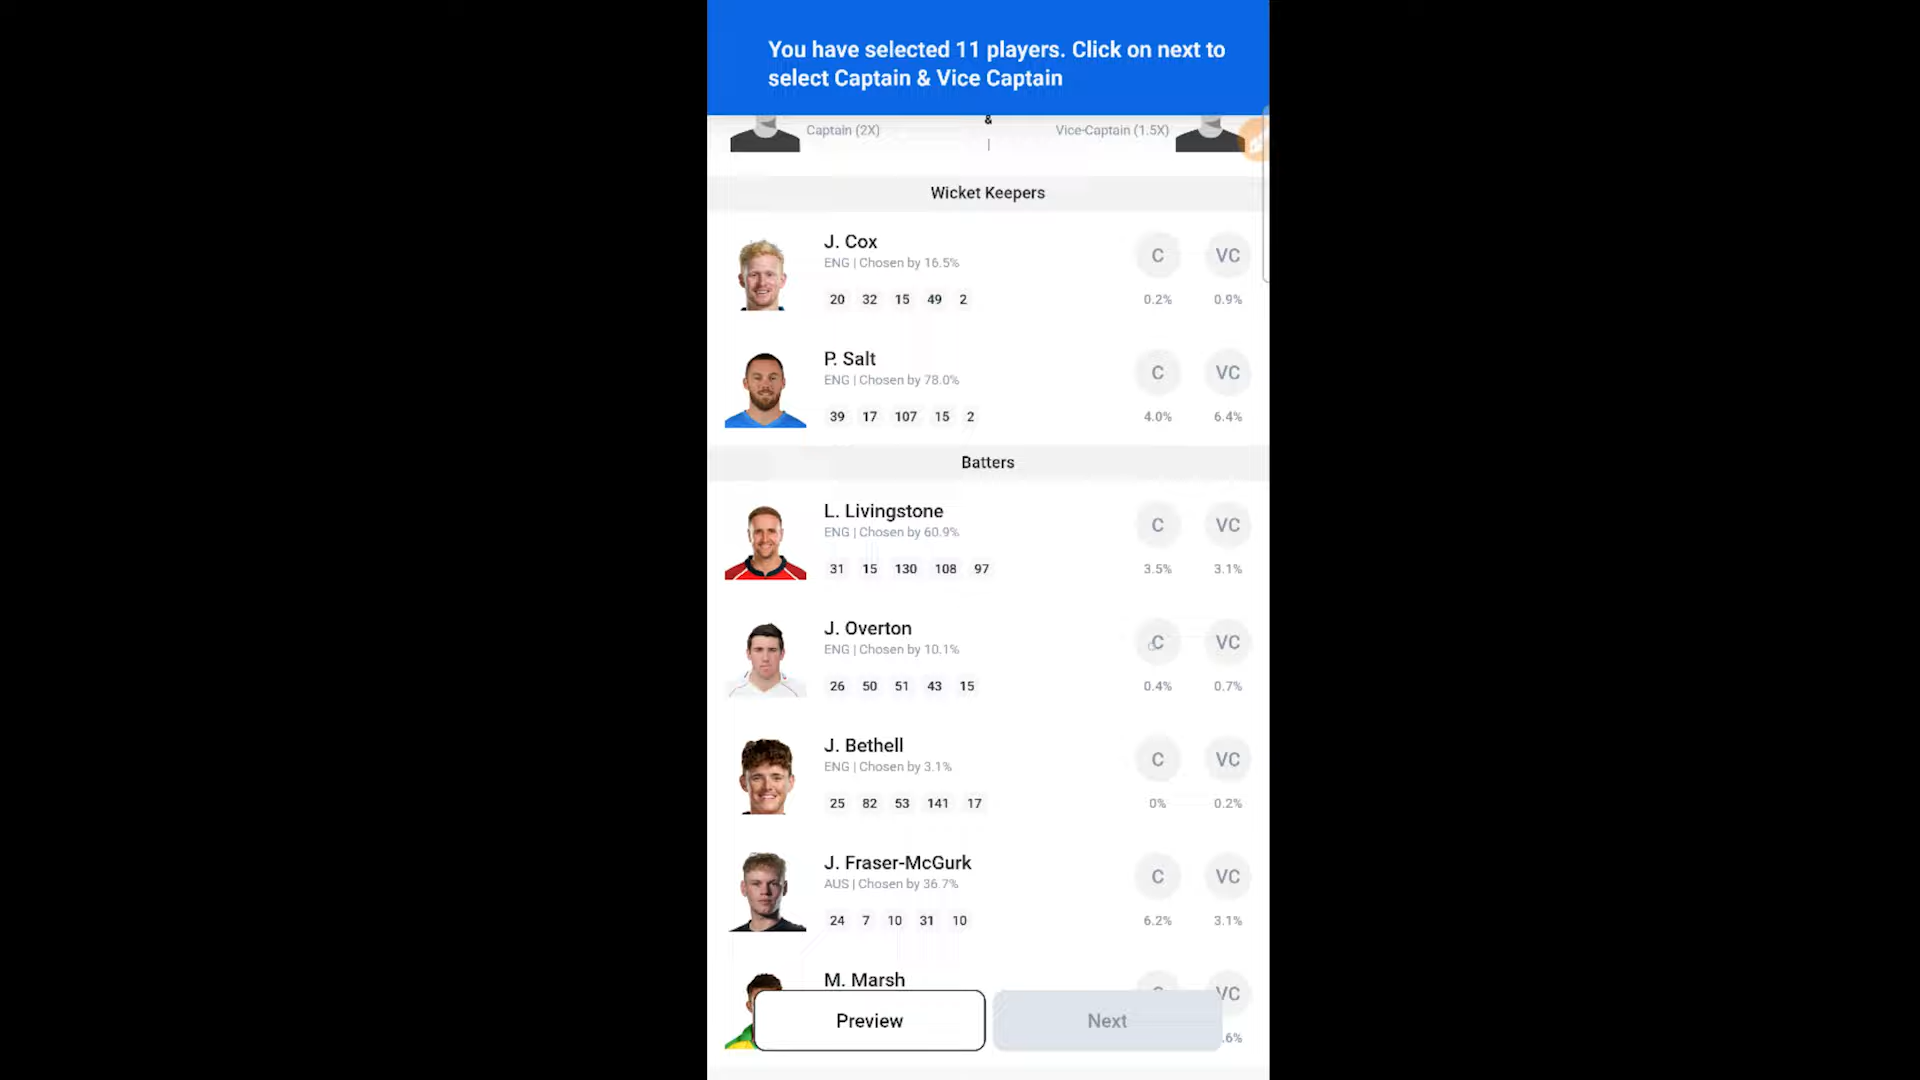 You have selected 11 players. Click on next to
select Captain & Vice Captain
Captain (2X)
&
Vice-Captain (1.5X)
Wicket Keepers
J. Cox
ENG | Chosen by 16.5%
C VC
20 32 15 49 2
0.2% 0.9%
P. Salt
ENG | Chosen by 78.0%
C VC
39 17 107 15 2
4.0% 6.4%
Batters
L. Livingstone
ENG | Chosen by 60.9%
C VC
31 15 130 108 97
3.5% 3.1%
J. Overton
ENG | Chosen by 10.1%
C VC
26 50 51 43 15
0.4% 0.7%
J. Bethell
ENG | Chosen by 3.1%
C VC
25 82 53 141 17
0% 0.2%
J. Fraser-McGurk
AUS | Chosen by 36.7%
C VC
24 7 10 31 10
6.2% 3.1%
M. Marsh
VC
Preview
Next
.6%